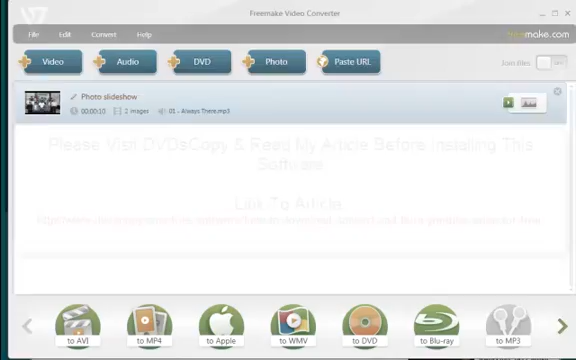 Freemake Video Converter
File Edit Convert Help
freemake.com
Video Audio DVD Photo Paste URL Join files OFF
Photo slideshow
00:00:10 2 images 01 - Always There.mp3
Please Visit DVDsCopy & Read My Article Before Installing This
Software
Link To Article
to AVI to MP4 to Apple to WMV to DVD to Blu-ray to MP3